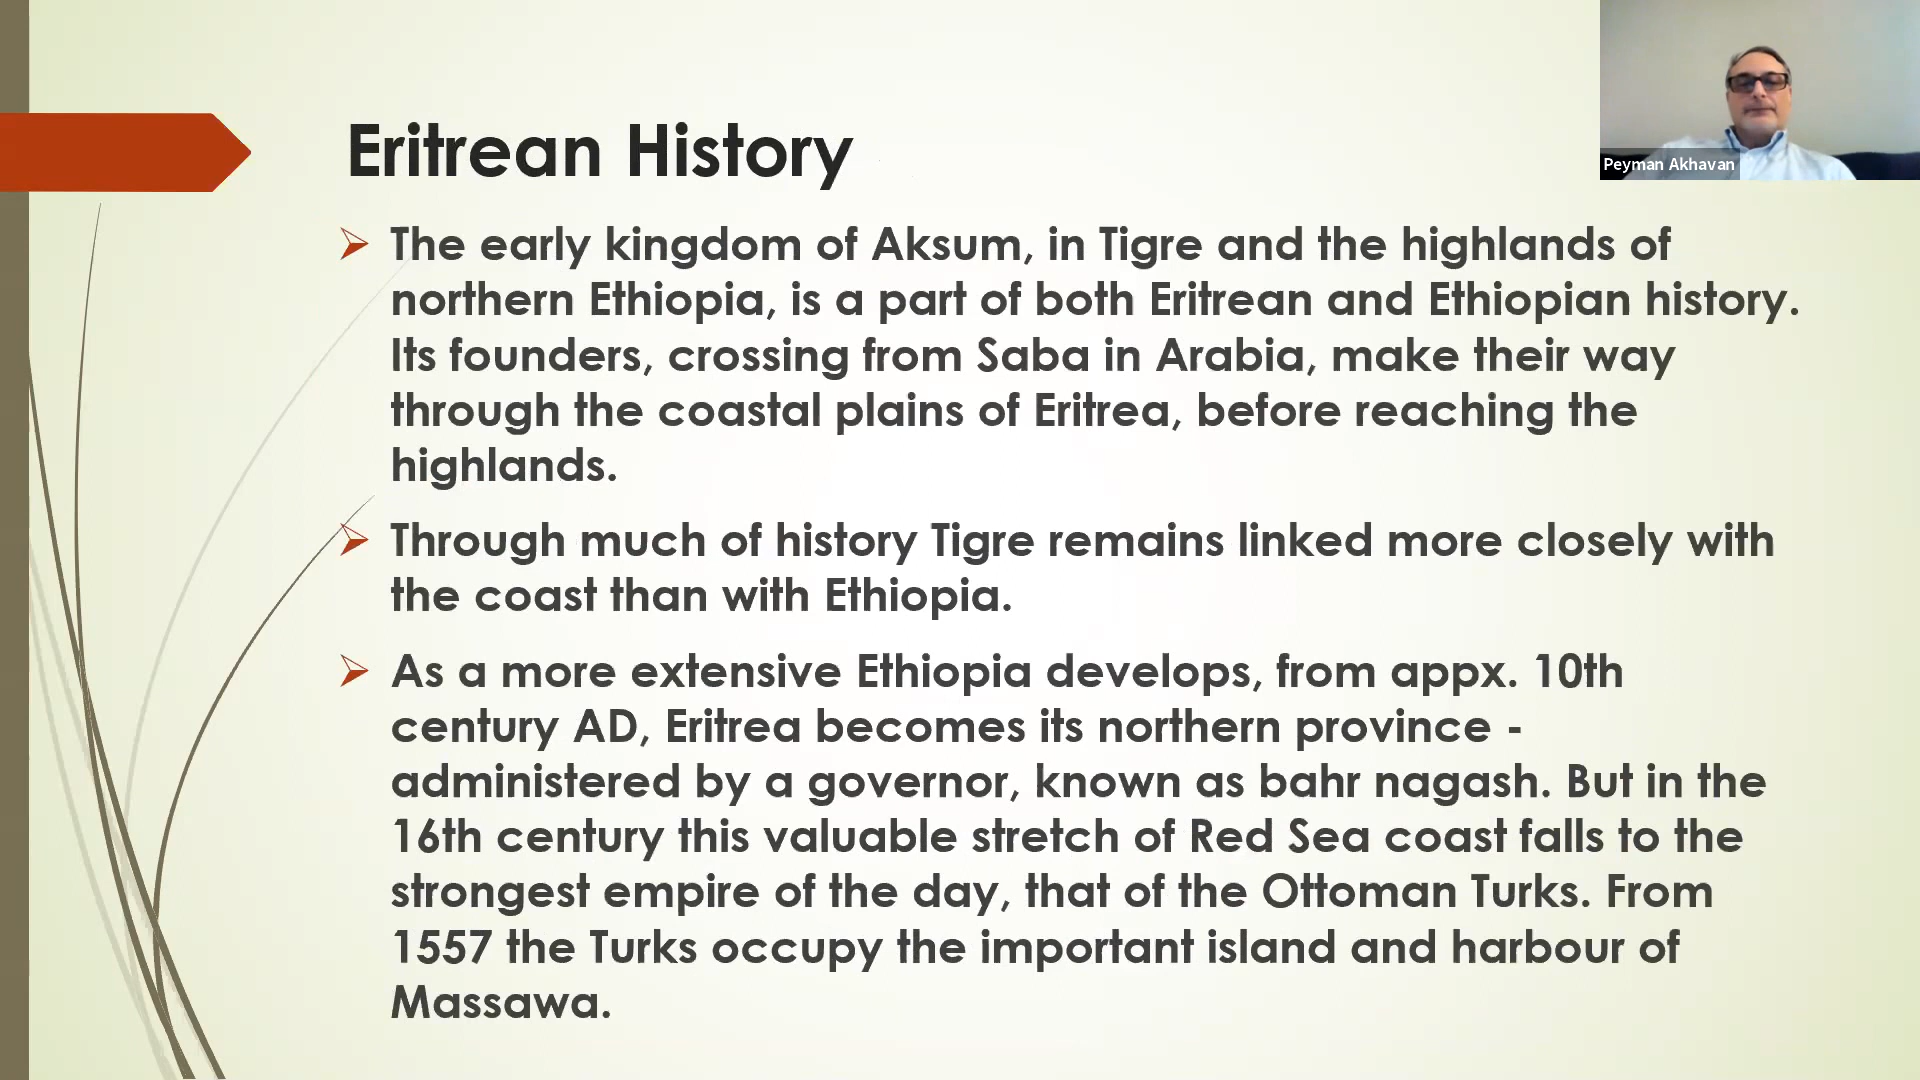 Eritrean History
Peyman Akhavan
The early kingdom of Aksum, in Tigre and the highlands of
northern Ethiopia, is a part of both Eritrean and Ethiopian history.
Its founders, crossing from Saba in Arabia, make their way
through the coastal plains of Eritrea, before reaching the
highlands.
Through much of history Tigre remains linked more closely with
the coast than with Ethiopia.
As a more extensive Ethiopia develops, from appx. 10th
century AD, Eritrea becomes its northern province -
administered by a governor, known as bahr nagash. But in the
16th century this valuable stretch of Red Sea coast falls to the
strongest empire of the day, that of the Ottoman Turks. From
1557 the Turks occupy the important island and harbour of
Massawa.